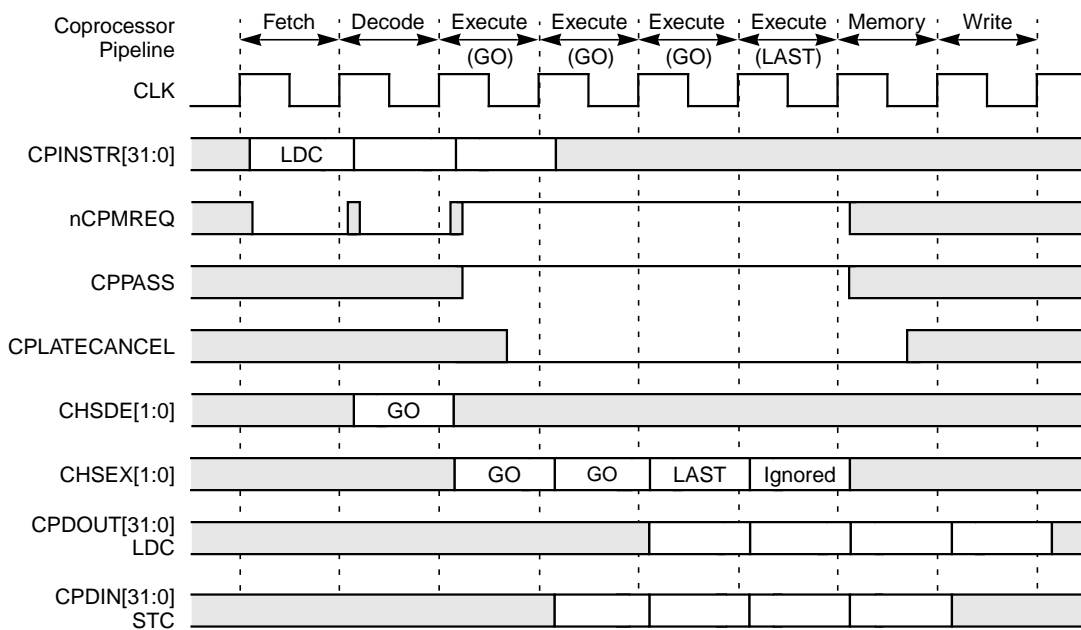 Coprocessor
Pipeline
Fetch Decode Execute Execute Execute Execute Memory Write
(GO) (GO) (GO) (LAST)
CLK
CPINSTR[31:0] LDC
nCPMREQ
CPPASS
CPLATECANCEL
CHSDE[1:0] GO
CHSEX[1:0] GO GO LAST Ignored
CPDOUT[31:0]
LDC
CPDIN[31:0]
STC